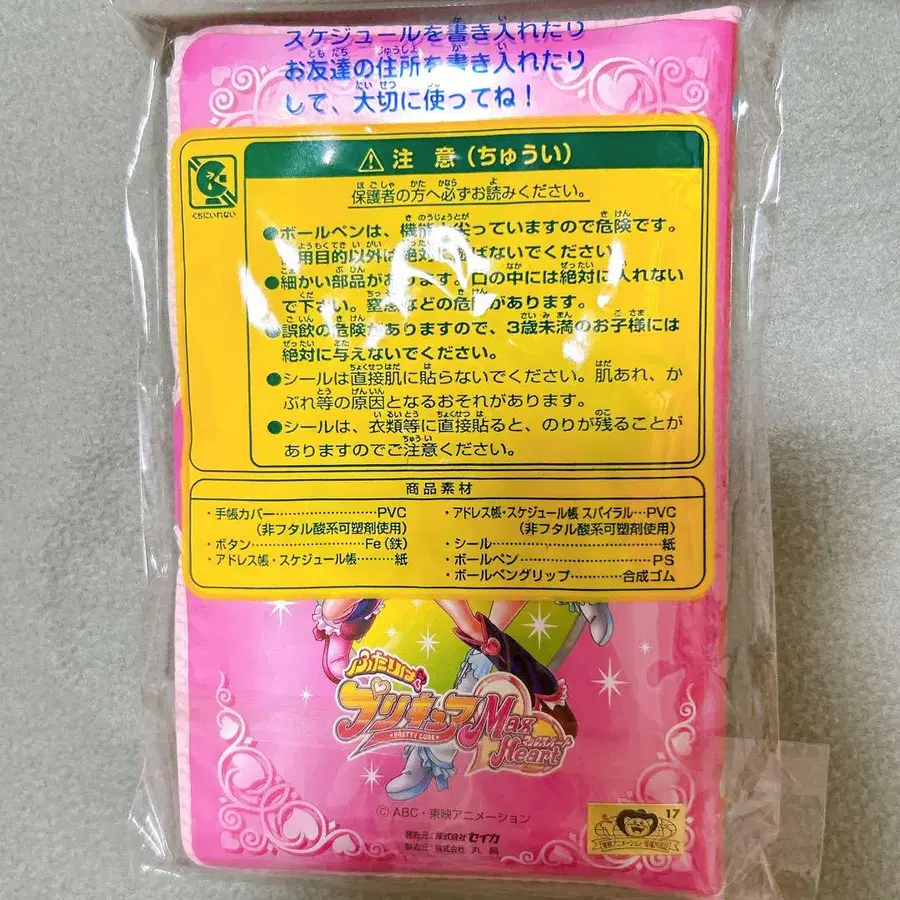 スケジュールを書き入れたり
お友達の住所を書き入れたり
して、大切に使ってね!
⚠注意(ちゅうい)
保護者の方へ必ずお読みください。
くちにいれない
●ボールペンは、機能 尖っていますので危険です。
用目的以外 絶対に ばないでください
●細かい部品があります。口の中には絶対に入れない
で下さい。窒息などの危険があります。
●誤飲の危険がありますので、3歳未満のお子様には
絶対に与えないでください。
●シールは直接肌に貼らないでください。肌あれ、か
ぶれ等の原因となるおそれがあります。
●シールは、衣類等に直接貼ると、のりが残ることが
ありますのでご注意ください。
商品素材
・手帳カバー…………PVC
(非フタル酸系可塑剤使用)
・ボタン…………Fe(鉄)
・アドレス帳・スケジュール帳………紙
・アドレス帳・スケジュール帳 スパイラル…PVC
(非フタル酸系可塑剤使用)
・シール…………紙
・ボールペン…………PS
・ボールペングリップ…………合成ゴム
ふたりは
プリキュア
PRETTY CURE
Max
Heart
マックスハート
© ABC・東映アニメーション
発売元:株式会社 セイカ
製造元:株式会社 丸昌
17